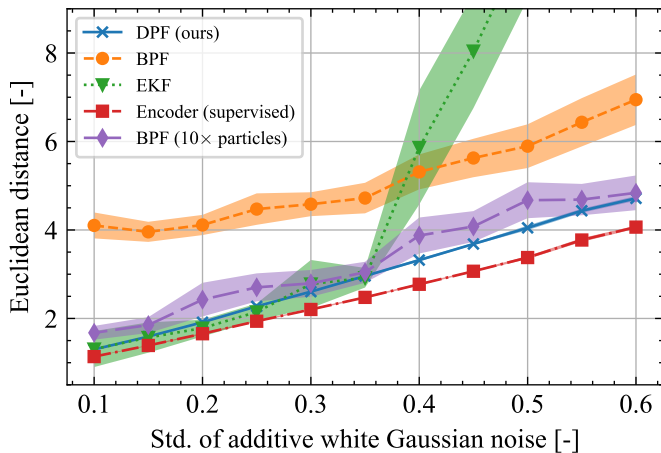 DPF (ours)
BPF
EKF
Encoder (supervised)
BPF (10× particles)
Euclidean distance [-]
8
6
4
2
0.1 0.2 0.3 0.4 0.5 0.6
Std. of additive white Gaussian noise [-]